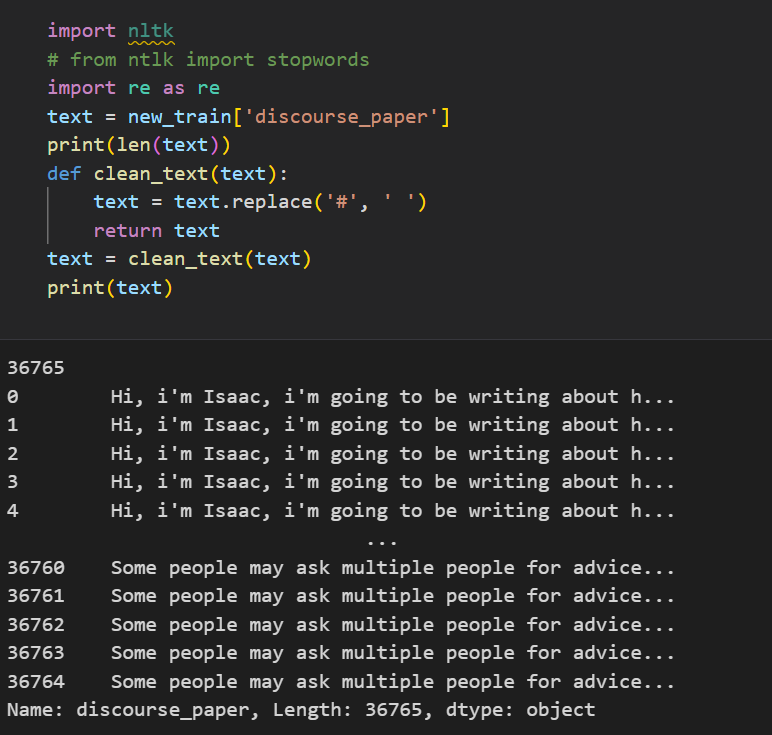 import nltk
# from ntlk import stopwords
import re as re
text = new_train['discourse_paper']
print(len(text))
def clean_text(text):
    text = text.replace('#', ' ')
    return text
text = clean_text(text)
print(text)
36765
0        Hi, i'm Isaac, i'm going to be writing about h...
1        Hi, i'm Isaac, i'm going to be writing about h...
2        Hi, i'm Isaac, i'm going to be writing about h...
3        Hi, i'm Isaac, i'm going to be writing about h...
4        Hi, i'm Isaac, i'm going to be writing about h...
                               ...
36760    Some people may ask multiple people for advice...
36761    Some people may ask multiple people for advice...
36762    Some people may ask multiple people for advice...
36763    Some people may ask multiple people for advice...
36764    Some people may ask multiple people for advice...
Name: discourse_paper, Length: 36765, dtype: object